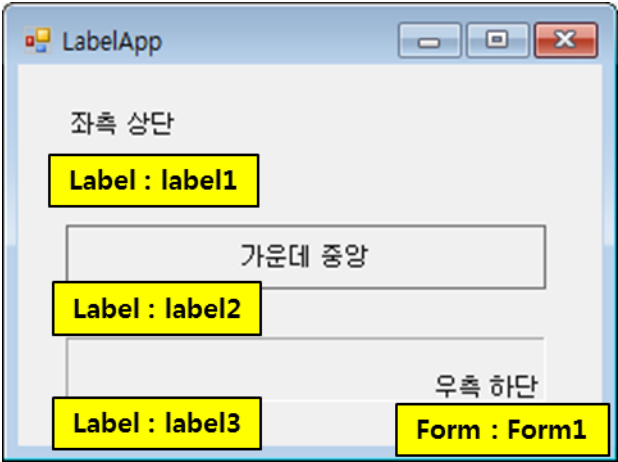 LabelApp
좌측 상단
Label : label1
가운데 중앙
Label : label2
우측 하단
Label : label3
Form : Form1